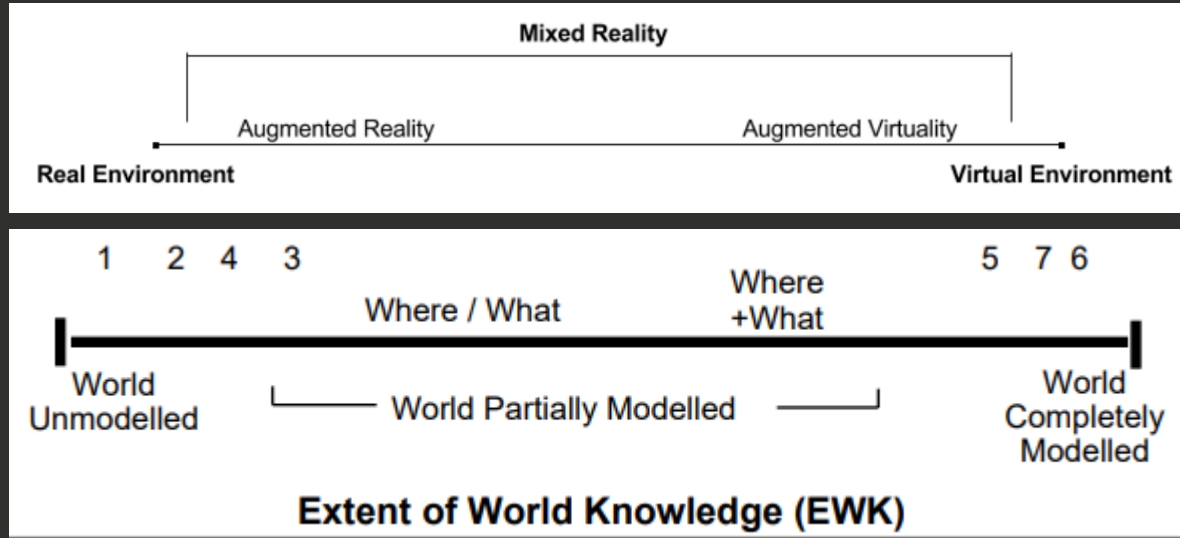 Mixed Reality
Augmented Reality Augmented Virtuality
Real Environment Virtual Environment
1 2 4 3 5 7 6
Where / What
Where
+What
World
Unmodelled
World Partially Modelled
World
Completely
Modelled
Extent of World Knowledge (EWK)